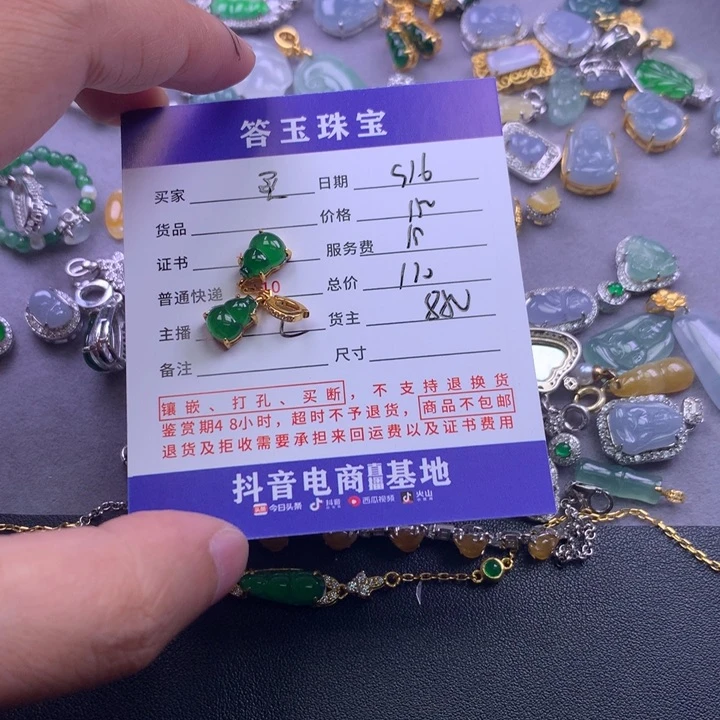 答玉珠宝
买家 日期 516
货品 价格
证书 服务费
普通快递 10 总价 110
主播 货主
备注 尺寸
镶嵌、打孔、买断，不支持退换货
鉴赏期48小时，超时不予退货，商品不包邮
退货及拒收需要承担来回运费以及证书费用
抖音电商直播基地
头条 今日头条 抖音 西瓜视频 火山